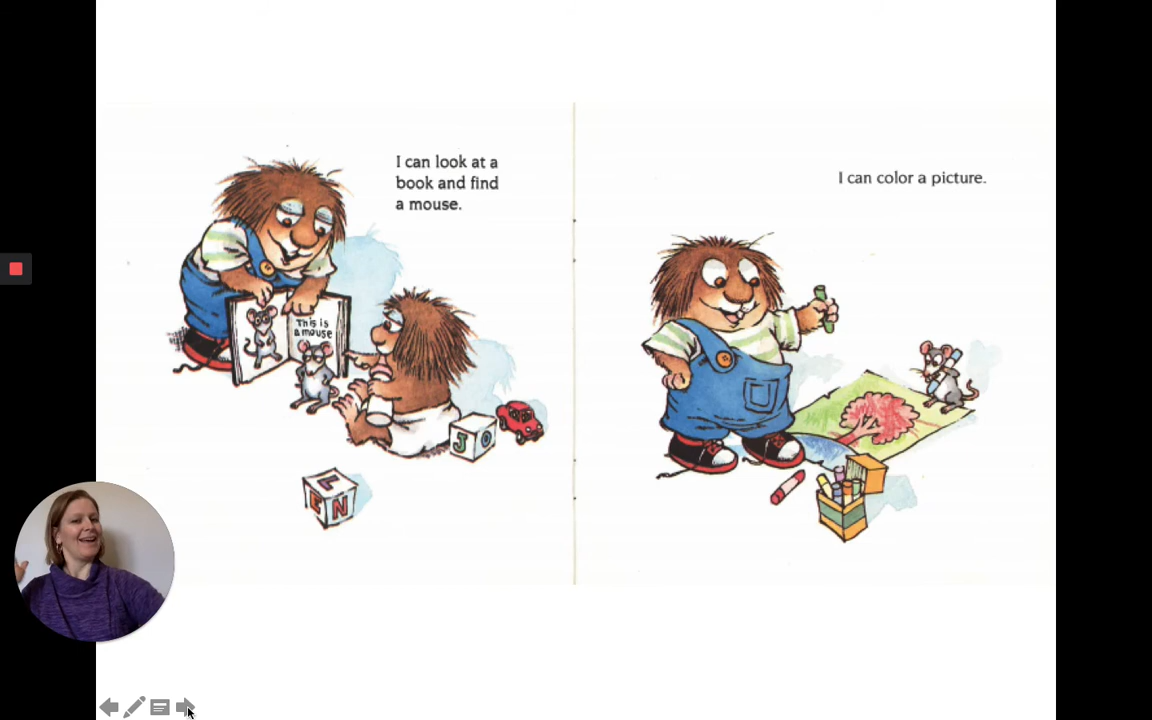 I can look at a
book and find
a mouse.
This is
a mouse
J O
L
E N
I can color a picture.